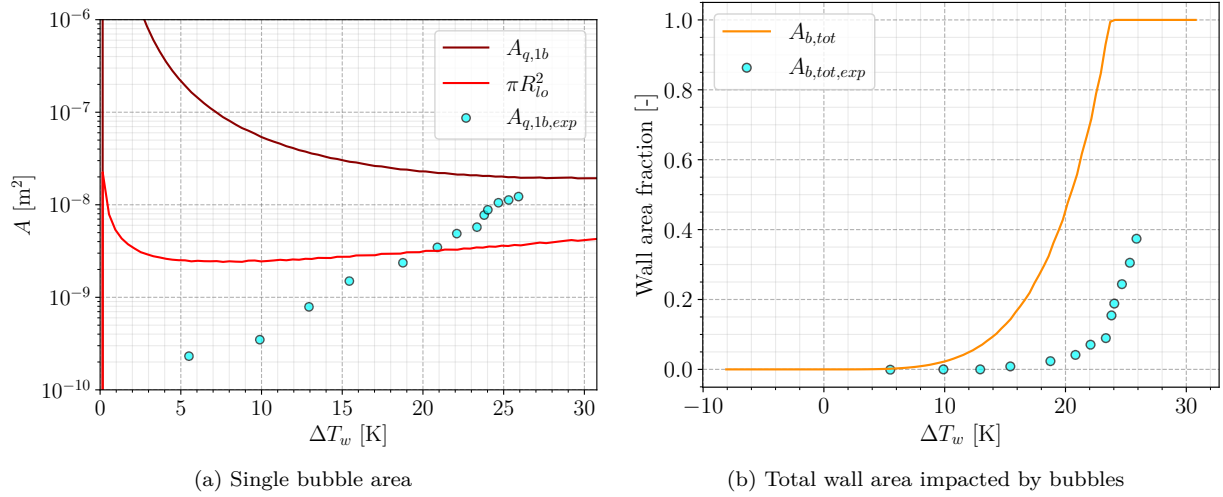 10⁻⁶
10⁻⁷
10⁻⁸
10⁻⁹
10⁻¹⁰
A [m²]
A_{q,1b}
πR²_{lo}
A_{q,1b,exp}
0 5 10 15 20 25 30
ΔT_w [K]
(a) Single bubble area
1.0
0.8
0.6
0.4
0.2
0.0
Wall area fraction [-]
A_{b,tot}
A_{b,tot,exp}
−10 0 10 20 30
ΔT_w [K]
(b) Total wall area impacted by bubbles